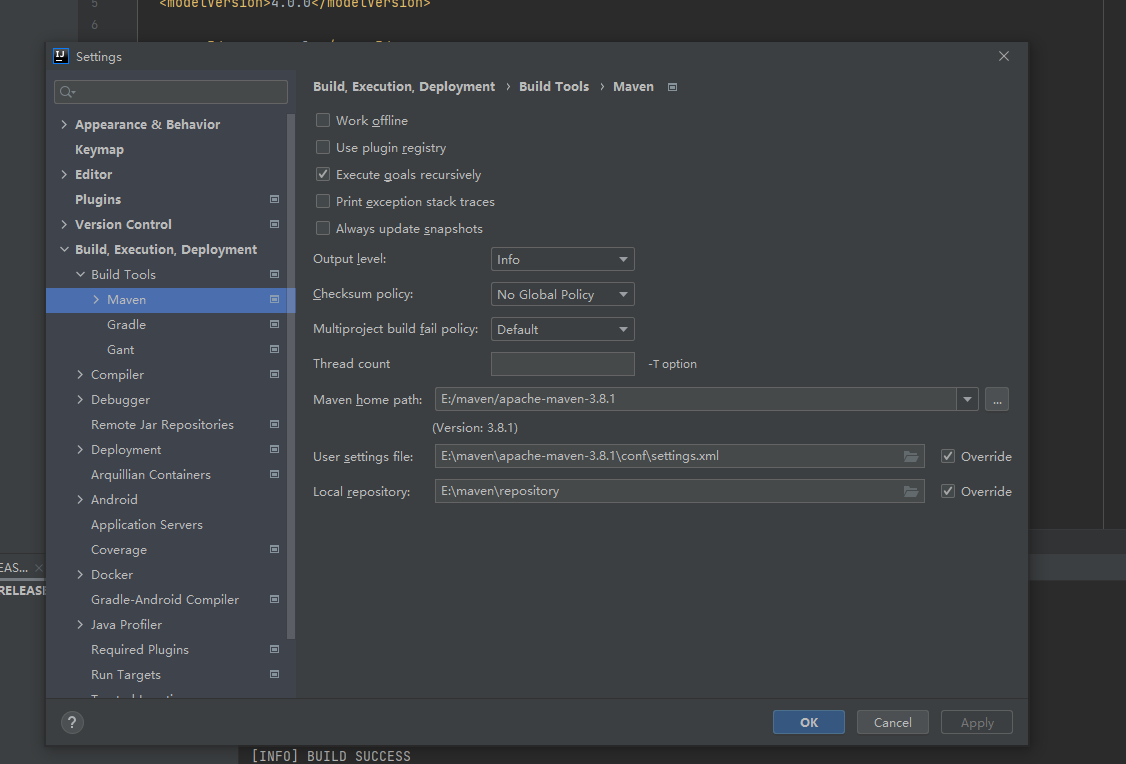 5
<modelVersion>4.0.0</modelVersion>
6
Settings
Build, Execution, Deployment › Build Tools › Maven
Appearance & Behavior
Keymap
Editor
Plugins
Version Control
Build, Execution, Deployment
Build Tools
Maven
Gradle
Gant
Compiler
Debugger
Remote Jar Repositories
Deployment
Arquillian Containers
Android
Application Servers
Coverage
Docker
Gradle-Android Compiler
Java Profiler
Required Plugins
Run Targets
Work offline
Use plugin registry
Execute goals recursively
Print exception stack traces
Always update snapshots
Output level: Info
Checksum policy: No Global Policy
Multiproject build fail policy: Default
Thread count -T option
Maven home path: E:/maven/apache-maven-3.8.1 ...
(Version: 3.8.1)
User settings file: E:\maven\apache-maven-3.8.1\conf\settings.xml Override
Local repository: E:\maven\repository Override
EAS...
RELEASE
? OK Cancel Apply
[INFO] BUILD SUCCESS